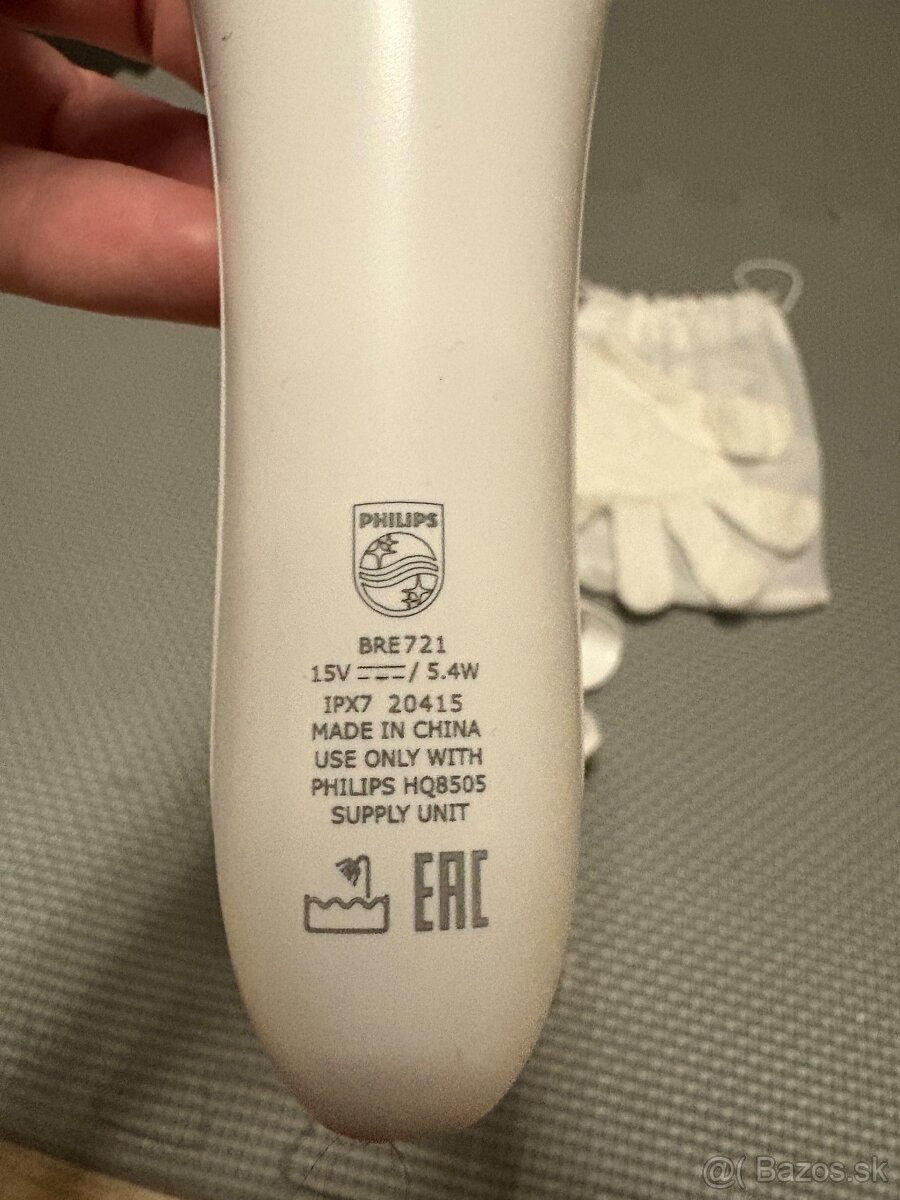 PHILIPS
BRE721
15V ⎓ / 5.4W
IPX7 20415
MADE IN CHINA
USE ONLY WITH
PHILIPS HQ8505
SUPPLY UNIT
EAC
@( Bazos.sk